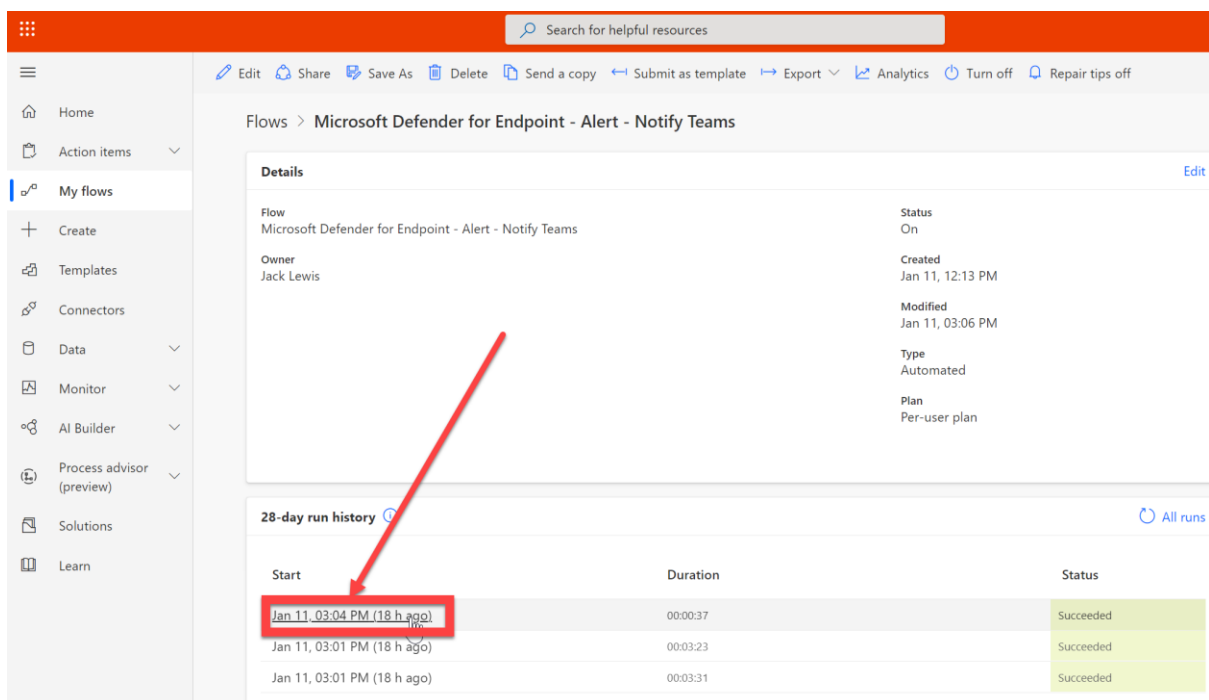 Search for helpful resources
Edit Share Save As Delete Send a copy Submit as template Export Analytics Turn off Repair tips off
Home
Action items
My flows
Create
Templates
Connectors
Data
Monitor
AI Builder
Process advisor
(preview)
Solutions
Learn
Flows > Microsoft Defender for Endpoint - Alert - Notify Teams
Details Edit
Flow
Microsoft Defender for Endpoint - Alert - Notify Teams
Owner
Jack Lewis
Status
On
Created
Jan 11, 12:13 PM
Modified
Jan 11, 03:06 PM
Type
Automated
Plan
Per-user plan
28-day run history All runs
Start Duration Status
Jan 11, 03:04 PM (18 h ago) 00:00:37 Succeeded
Jan 11, 03:01 PM (18 h ago) 00:03:23 Succeeded
Jan 11, 03:01 PM (18 h ago) 00:03:31 Succeeded